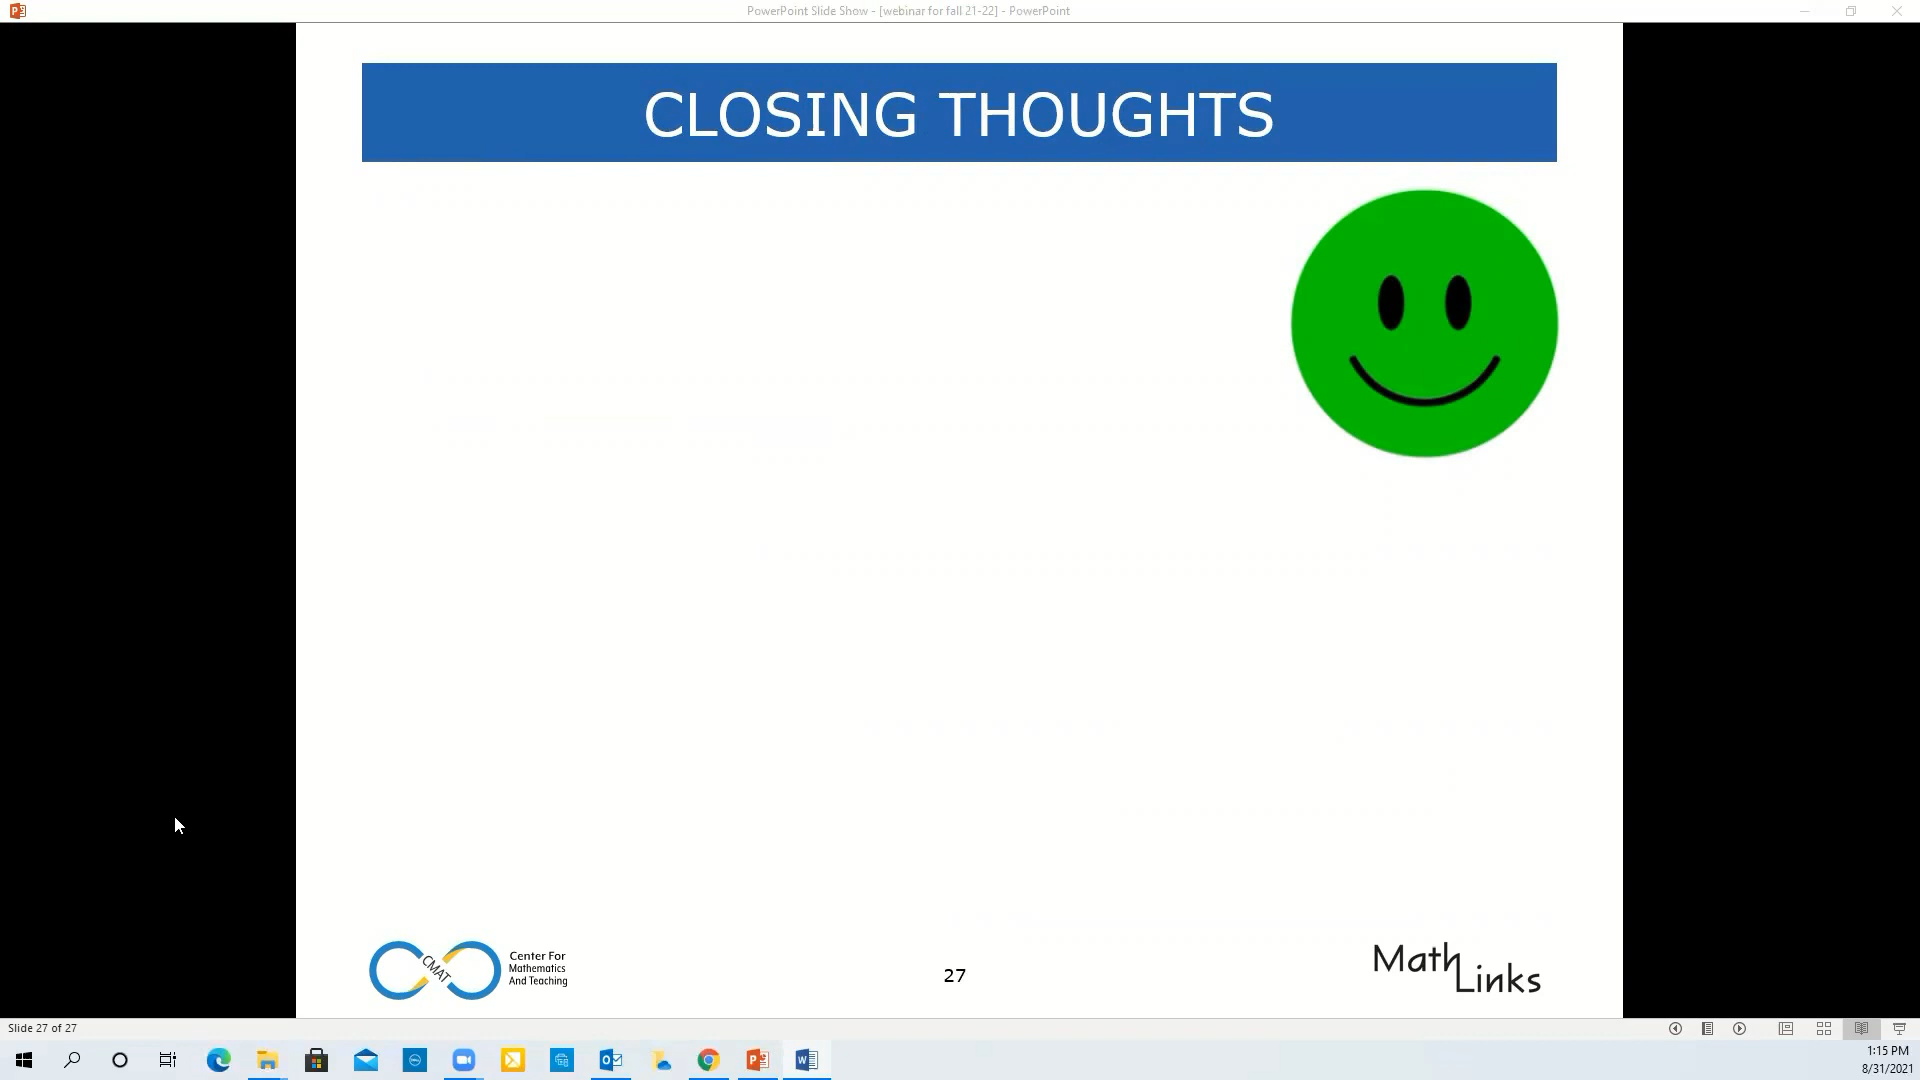 PowerPoint Slide Show - [webinar for fall 21-22] - PowerPoint
CLOSING THOUGHTS
CMAT
Center For
Mathematics
And Teaching
27
Math
Links
Slide 27 of 27
1:15 PM
8/31/2021